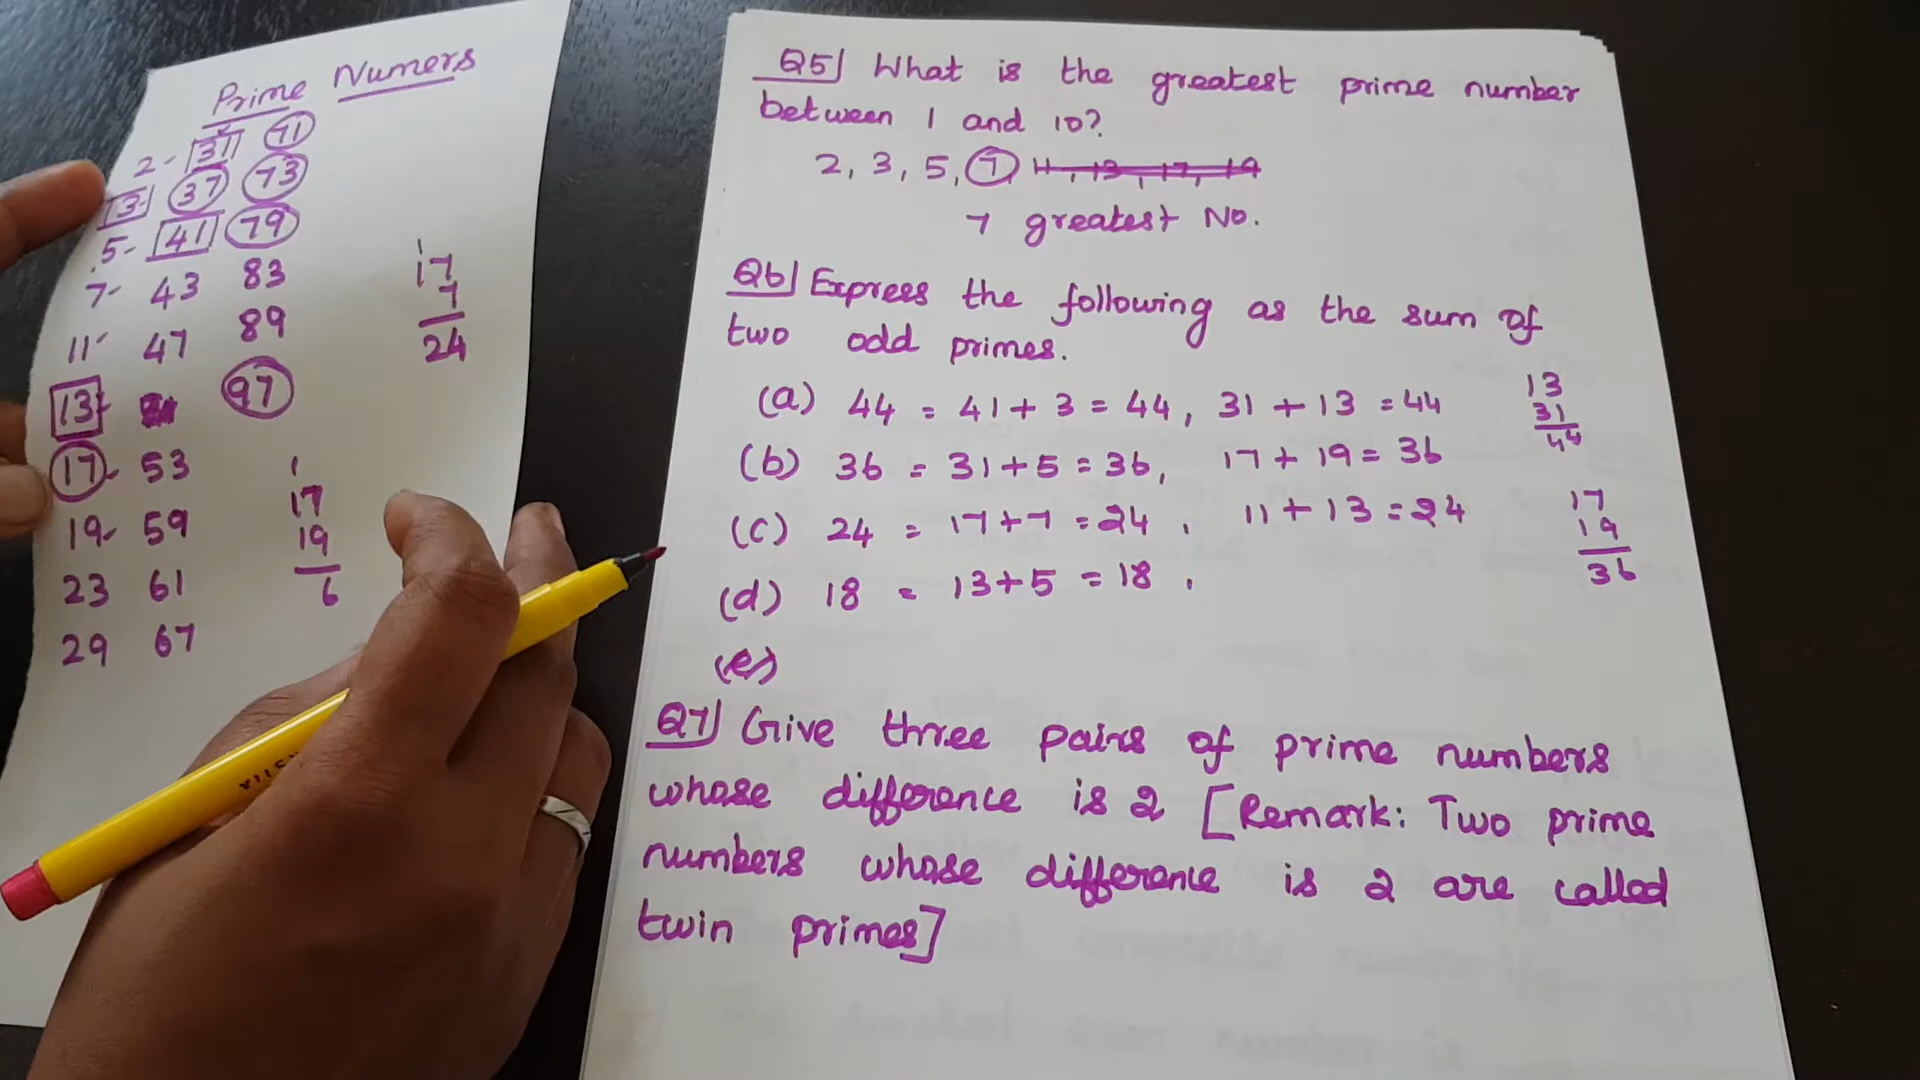 Prime Numers
2- 31 71
3- 37 73
5- 41 79
7- 43 83
11- 47 89
13- 97
17- 53
19- 59
23 61
29 67
1
17
7
24
1
17
19
6
Q5) What is the greatest prime number
between 1 and 10?
2, 3, 5, 7, 11, 13, 17, 19
7 greatest No.
Q6) Express the following as the sum of
two odd primes.
(a) 44 = 41 + 3 = 44, 31 + 13 = 44
(b) 36 = 31 + 5 = 36, 17 + 19 = 36
(c) 24 = 17 + 7 = 24, 11 + 13 = 24
(d) 18 = 13 + 5 = 18,
(e)
13
31
44
17
19
36
Q7) Give three pairs of prime numbers
whose difference is 2 [Remark: Two prime
numbers whose difference is 2 are called
twin primes]